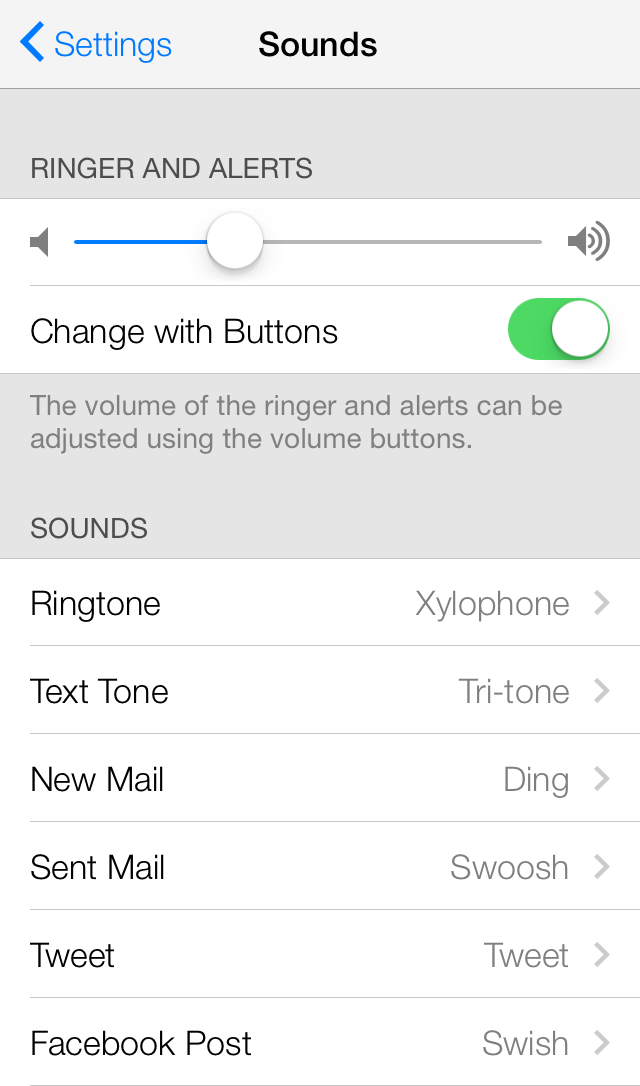 Settings
Sounds
RINGER AND ALERTS
Change with Buttons
The volume of the ringer and alerts can be
adjusted using the volume buttons.
SOUNDS
Ringtone Xylophone
Text Tone Tri-tone
New Mail Ding
Sent Mail Swoosh
Tweet Tweet
Facebook Post Swish